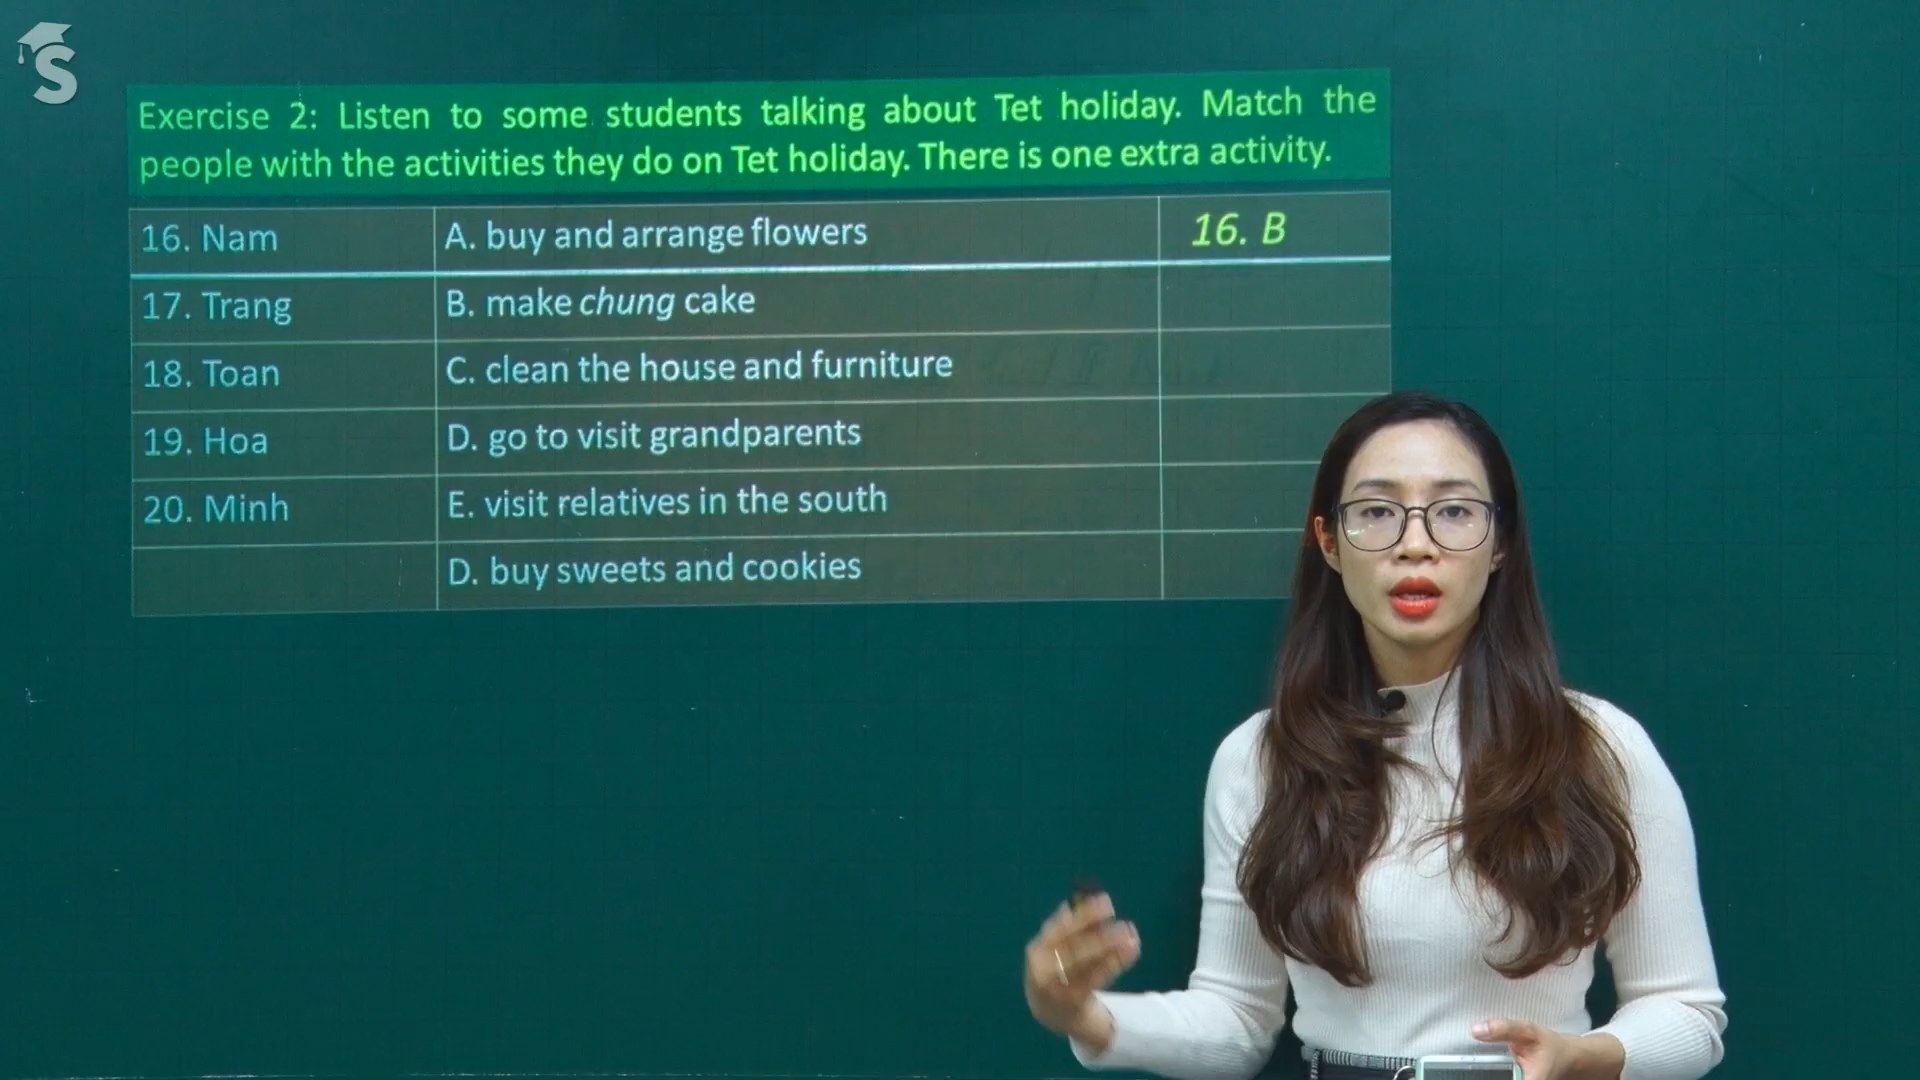 S
Exercise 2: Listen to some students talking about Tet holiday. Match the
people with the activities they do on Tet holiday. There is one extra activity.
16. Nam A. buy and arrange flowers 16. B
17. Trang B. make chung cake
18. Toan C. clean the house and furniture
19. Hoa D. go to visit grandparents
20. Minh E. visit relatives in the south
D. buy sweets and cookies